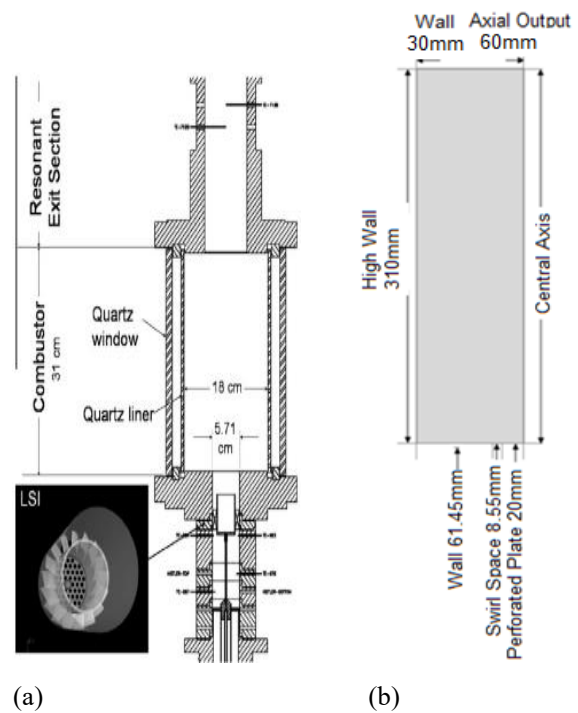 Resonant
Exit Section
Combustor
31 cm
Quartz
window
Quartz liner
18 cm
5.71
cm
LSI
(a)
Wall
30mm
Axial Output
60mm
High Wall
310mm
Central Axis
Wall 61.45mm
Swirl Space 8.55mm
Perforated Plate 20mm
(b)